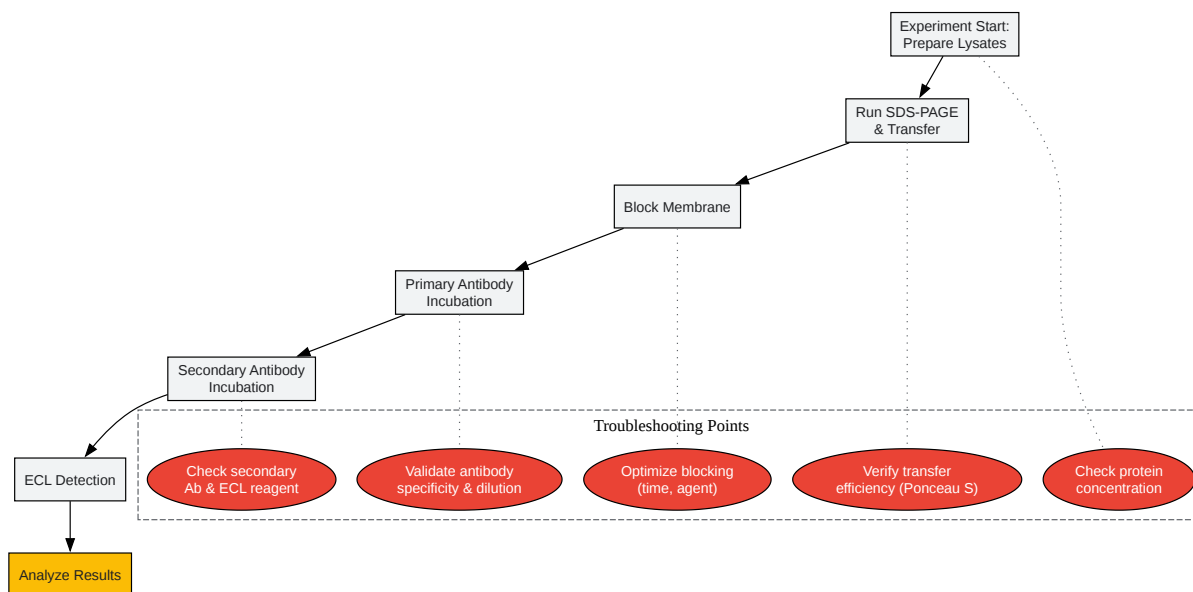 Experiment Start:
Prepare Lysates
Run SDS-PAGE
& Transfer
Block Membrane
Primary Antibody
Incubation
Secondary Antibody
Incubation
Troubleshooting Points
ECL Detection
Check secondary
Ab & ECL reagent
Validate antibody
specificity & dilution
Optimize blocking
(time, agent)
Verify transfer
efficiency (Ponceau S)
Check protein
concentration
Analyze Results